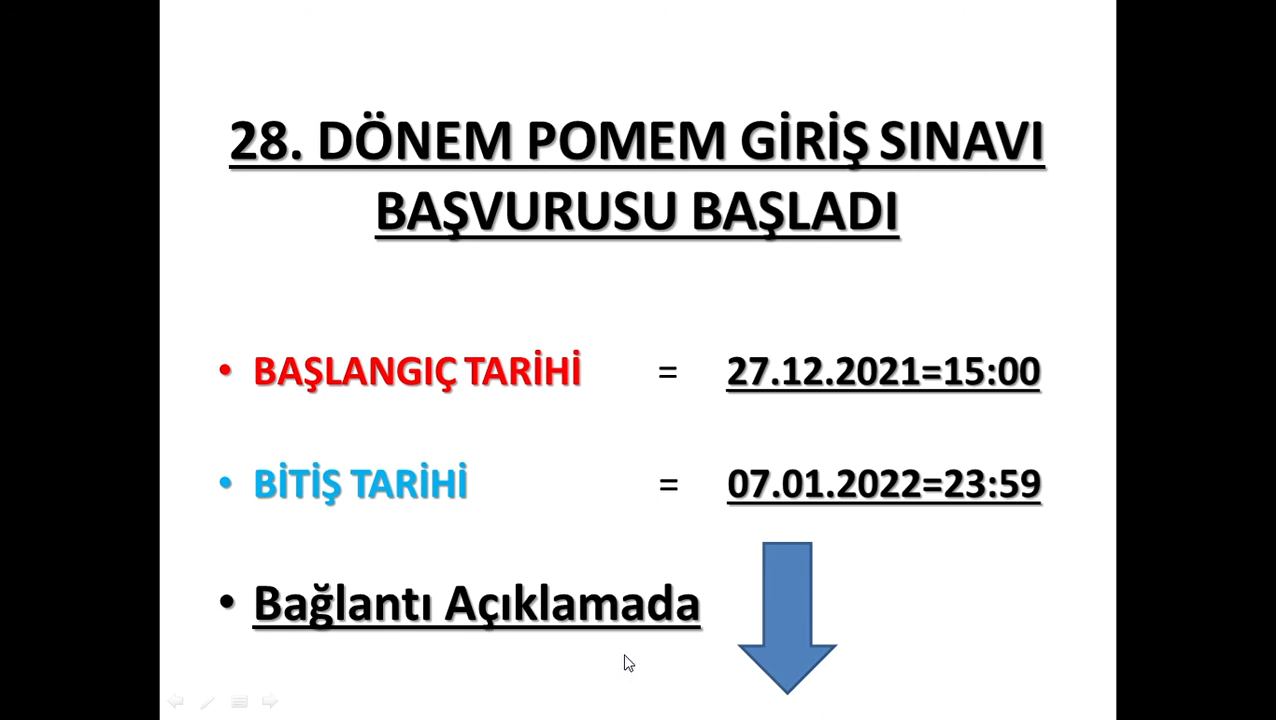 28. DÖNEM POMEM GİRİŞ SINAVI
BAŞVURUSU BAŞLADI
• BAŞLANGIÇ TARİHİ = 27.12.2021=15:00
• BİTİŞ TARİHİ = 07.01.2022=23:59
• Bağlantı Açıklamada